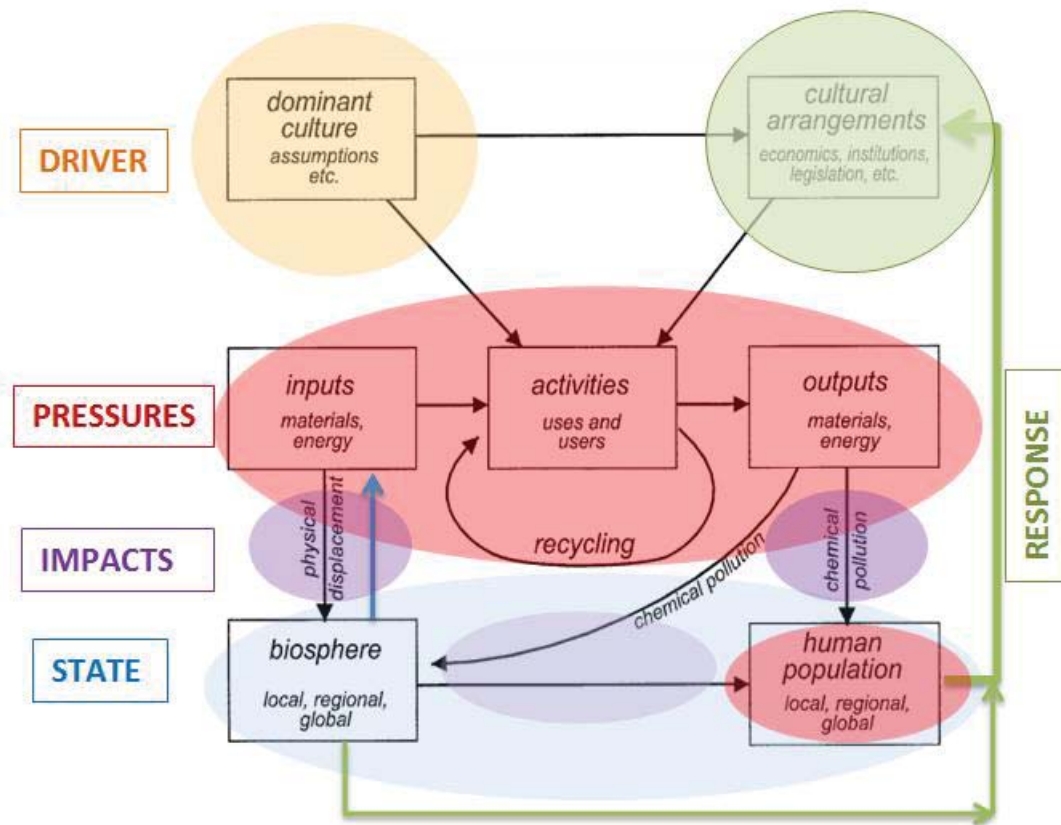 DRIVER
dominant
culture
assumptions
etc.
cultural
arrangements
economics, institutions,
legislation, etc.
PRESSURES
inputs
materials,
energy
activities
uses and
users
outputs
materials,
energy
recycling
RESPONSE
IMPACTS
physical
displacement
chemical pollution
chemical
pollution
STATE
biosphere
local, regional,
global
human
population
local, regional,
global